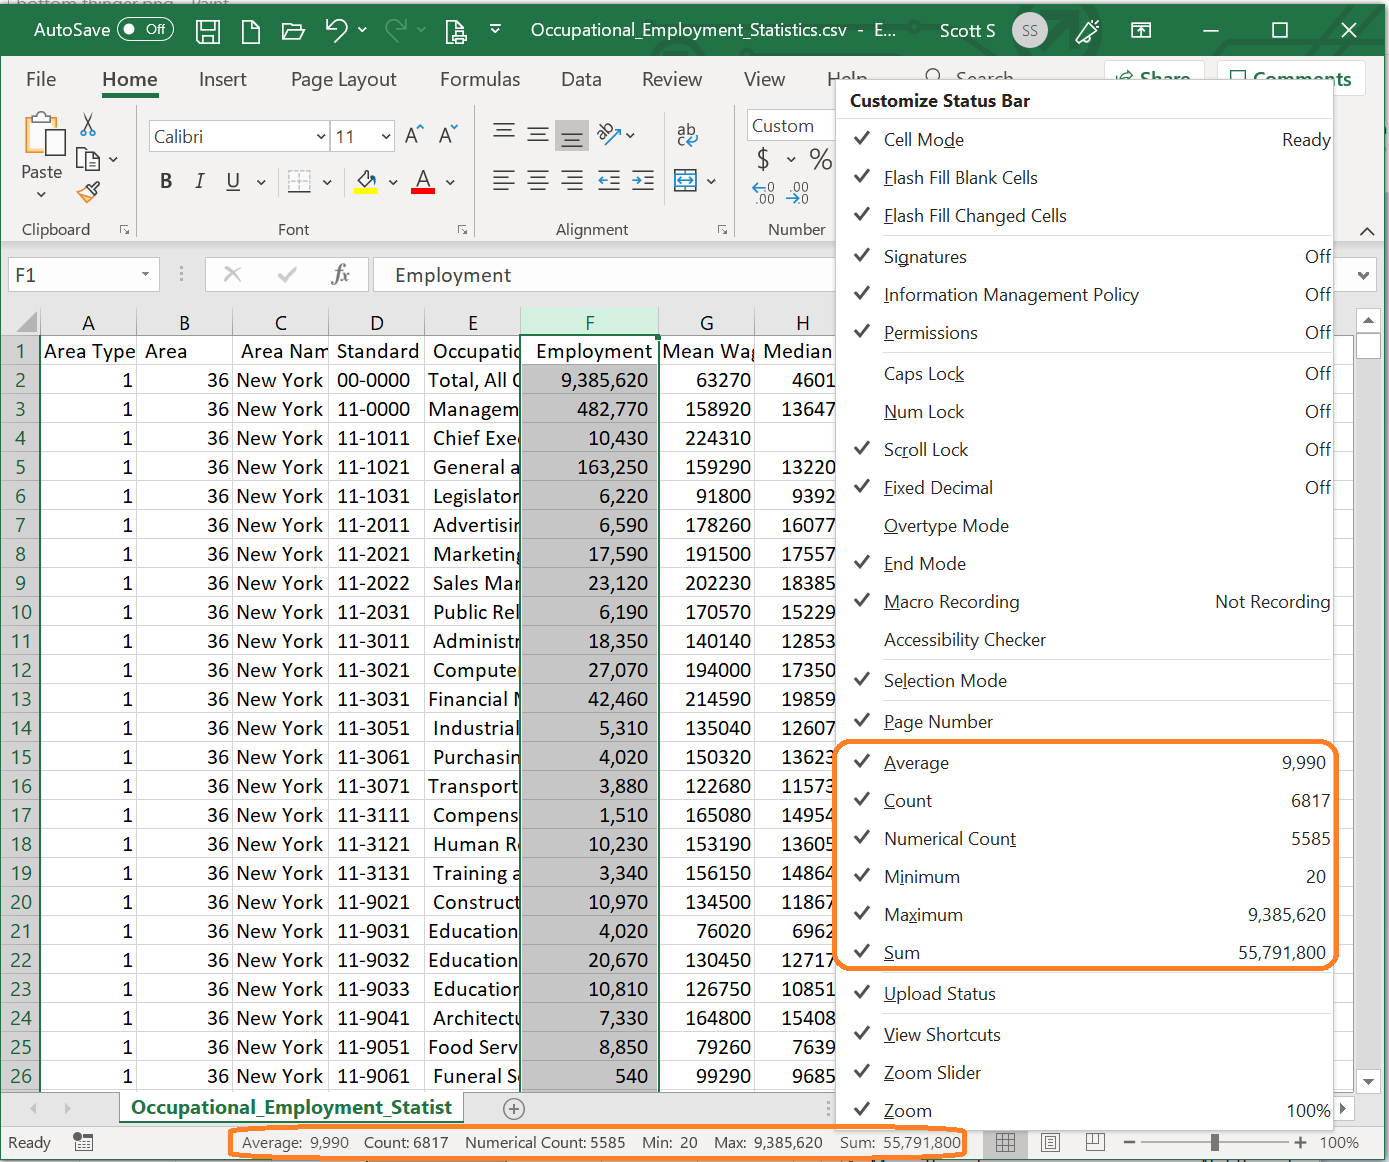 AutoSave Off Occupational_Employment_Statistics.csv - E... Scott S SS
File Home Insert Page Layout Formulas Data Review View Help Search Share Comments
Calibri 11 ab Custom
Paste B I U A $ %
Clipboard Font Alignment Number
F1 fx Employment
A B C D E F G H
1 Area Type Area Area Nam Standard Occupatio Employment Mean Wag Median
2 1 36 New York 00-0000 Total, All O 9,385,620 63270 4601
3 1 36 New York 11-0000 Managem 482,770 158920 13647
4 1 36 New York 11-1011 Chief Exec 10,430 224310
5 1 36 New York 11-1021 General a 163,250 159290 13220
6 1 36 New York 11-1031 Legislator 6,220 91800 9392
7 1 36 New York 11-2011 Advertisin 6,590 178260 16077
8 1 36 New York 11-2021 Marketing 17,590 191500 17557
9 1 36 New York 11-2022 Sales Mar 23,120 202230 18385
10 1 36 New York 11-2031 Public Rel 6,190 170570 15229
11 1 36 New York 11-3011 Administr 18,350 140140 12853
12 1 36 New York 11-3021 Computer 27,070 194000 17350
13 1 36 New York 11-3031 Financial M 42,460 214590 19859
14 1 36 New York 11-3051 Industrial 5,310 135040 12607
15 1 36 New York 11-3061 Purchasin 4,020 150320 13623
16 1 36 New York 11-3071 Transport 3,880 122680 11573
17 1 36 New York 11-3111 Compens 1,510 165080 14954
18 1 36 New York 11-3121 Human Re 10,230 153190 13605
19 1 36 New York 11-3131 Training a 3,340 156150 14864
20 1 36 New York 11-9021 Construct 10,970 134500 11867
21 1 36 New York 11-9031 Education 4,020 76020 6962
22 1 36 New York 11-9032 Education 20,670 130450 12717
23 1 36 New York 11-9033 Education 10,810 126750 10851
24 1 36 New York 11-9041 Architectu 7,330 164800 15408
25 1 36 New York 11-9051 Food Serv 8,850 79260 7639
26 1 36 New York 11-9061 Funeral S 540 99290 9685
Customize Status Bar
Cell Mode Ready
Flash Fill Blank Cells
Flash Fill Changed Cells
Signatures Off
Information Management Policy Off
Permissions Off
Caps Lock Off
Num Lock Off
Scroll Lock Off
Fixed Decimal Off
Overtype Mode
End Mode
Macro Recording Not Recording
Accessibility Checker
Selection Mode
Page Number
Average 9,990
Count 6817
Numerical Count 5585
Minimum 20
Maximum 9,385,620
Sum 55,791,800
Upload Status
View Shortcuts
Zoom Slider
Zoom 100%
Occupational_Employment_Statist
Ready Average: 9,990 Count: 6817 Numerical Count: 5585 Min: 20 Max: 9,385,620 Sum: 55,791,800 100%